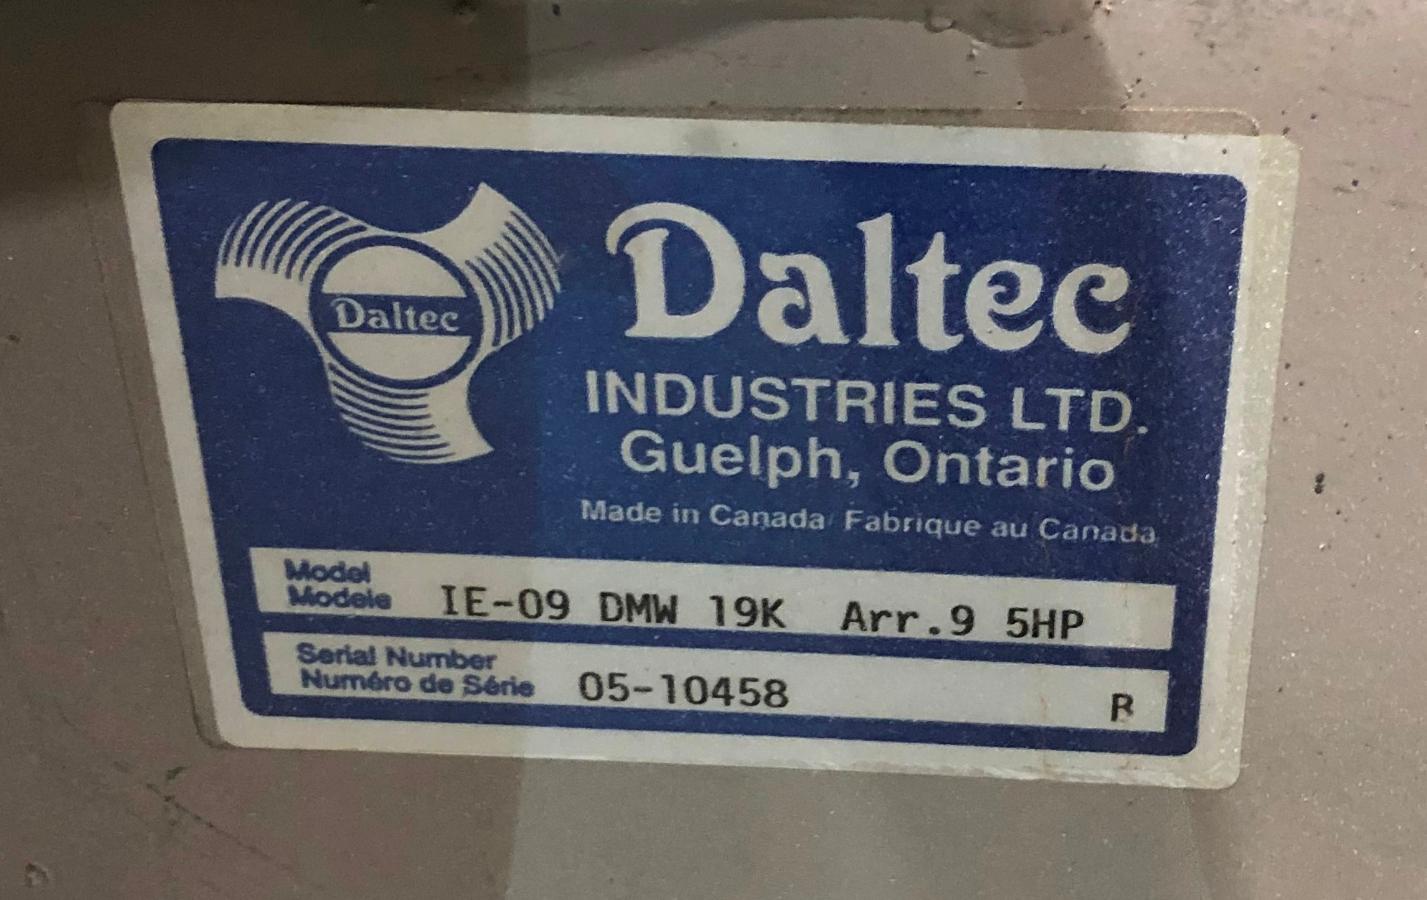 Daltec
Daltec
INDUSTRIES LTD.
Guelph, Ontario
Made in Canada Fabrique au Canada
Model
Modele
IE-09 DMW 19K Arr.9 5HP
Serial Number
Numéro de Série
05-10458